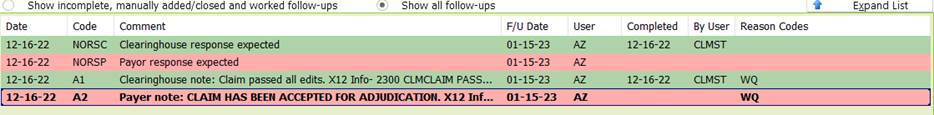 Show incomplete, manually added/closed and worked follow-ups Show all follow-ups Expand List
Date Code Comment F/U Date User Completed By User Reason Codes
12-16-22 NORSC Clearinghouse response expected 01-15-23 AZ 12-16-22 CLMST
12-16-22 NORSP Payor response expected 01-15-23 AZ
12-16-22 A1 Clearinghouse note: Claim passed all edits. X12 Info- 2300 CLMCLAIM PASS... 01-15-23 AZ 12-16-22 CLMST WQ
12-16-22 A2 Payer note: CLAIM HAS BEEN ACCEPTED FOR ADJUDICATION. X12 Inf... 01-15-23 AZ WQ